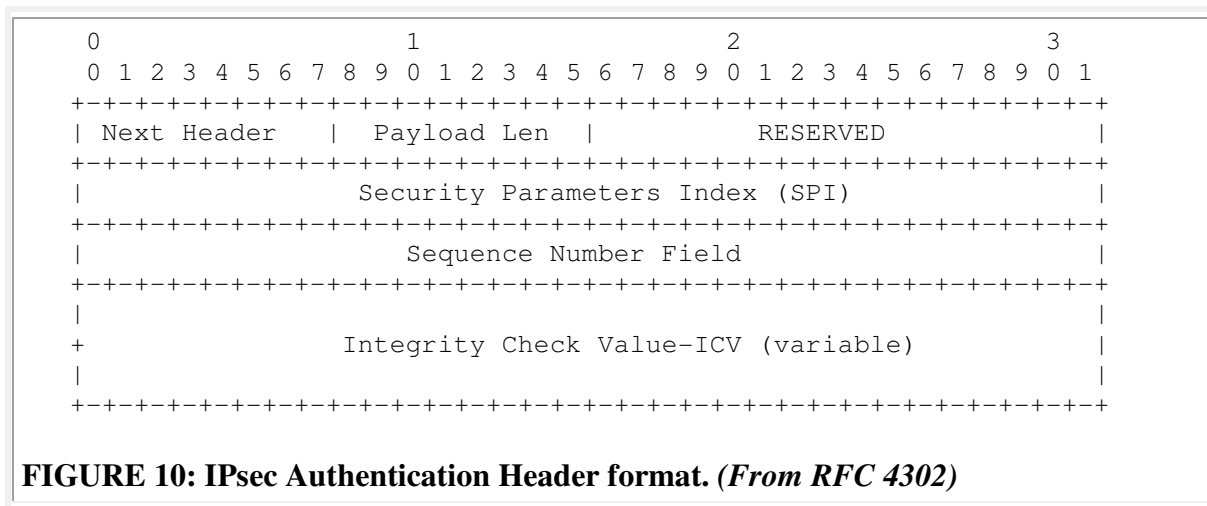 0                   1                   2                   3
0 1 2 3 4 5 6 7 8 9 0 1 2 3 4 5 6 7 8 9 0 1 2 3 4 5 6 7 8 9 0 1
+-+-+-+-+-+-+-+-+-+-+-+-+-+-+-+-+-+-+-+-+-+-+-+-+-+-+-+-+-+-+-+-+
| Next Header   |  Payload Len  |          RESERVED             |
+-+-+-+-+-+-+-+-+-+-+-+-+-+-+-+-+-+-+-+-+-+-+-+-+-+-+-+-+-+-+-+-+
|                 Security Parameters Index (SPI)               |
+-+-+-+-+-+-+-+-+-+-+-+-+-+-+-+-+-+-+-+-+-+-+-+-+-+-+-+-+-+-+-+-+
|                    Sequence Number Field                      |
+-+-+-+-+-+-+-+-+-+-+-+-+-+-+-+-+-+-+-+-+-+-+-+-+-+-+-+-+-+-+-+-+
|                                                               |
+                Integrity Check Value-ICV (variable)           |
|                                                               |
+-+-+-+-+-+-+-+-+-+-+-+-+-+-+-+-+-+-+-+-+-+-+-+-+-+-+-+-+-+-+-+-+
FIGURE 10: IPsec Authentication Header format. (From RFC 4302)